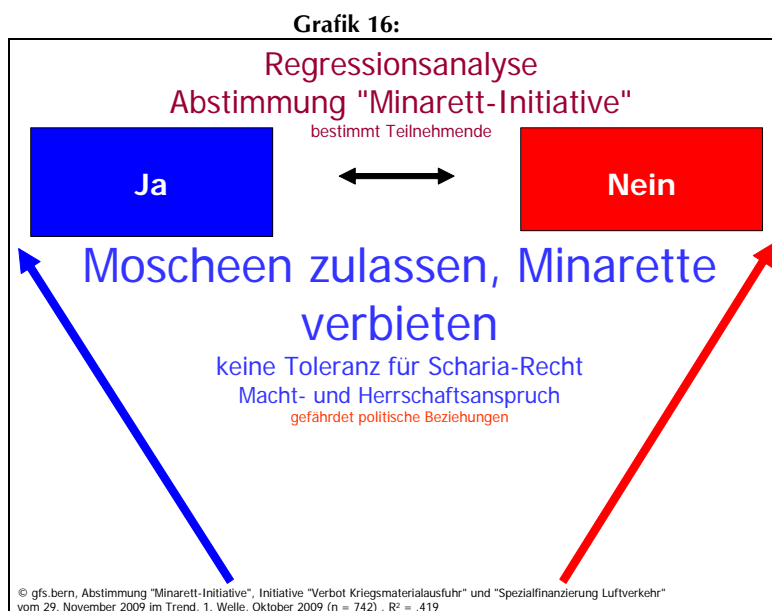 Grafik 16:
Regressionsanalyse
Abstimmung "Minarett-Initiative"
bestimmt Teilnehmende
Ja
Nein
Moscheen zulassen, Minarette
verbieten
keine Toleranz für Scharia-Recht
Macht- und Herrschaftsanspruch
gefährdet politische Beziehungen
© gfs.bern, Abstimmung "Minarett-Initiative", Initiative "Verbot Kriegsmaterialausfuhr" und "Spezialfinanzierung Luftverkehr"
vom 29. November 2009 im Trend, 1. Welle, Oktober 2009 (n = 742) , R² = .419